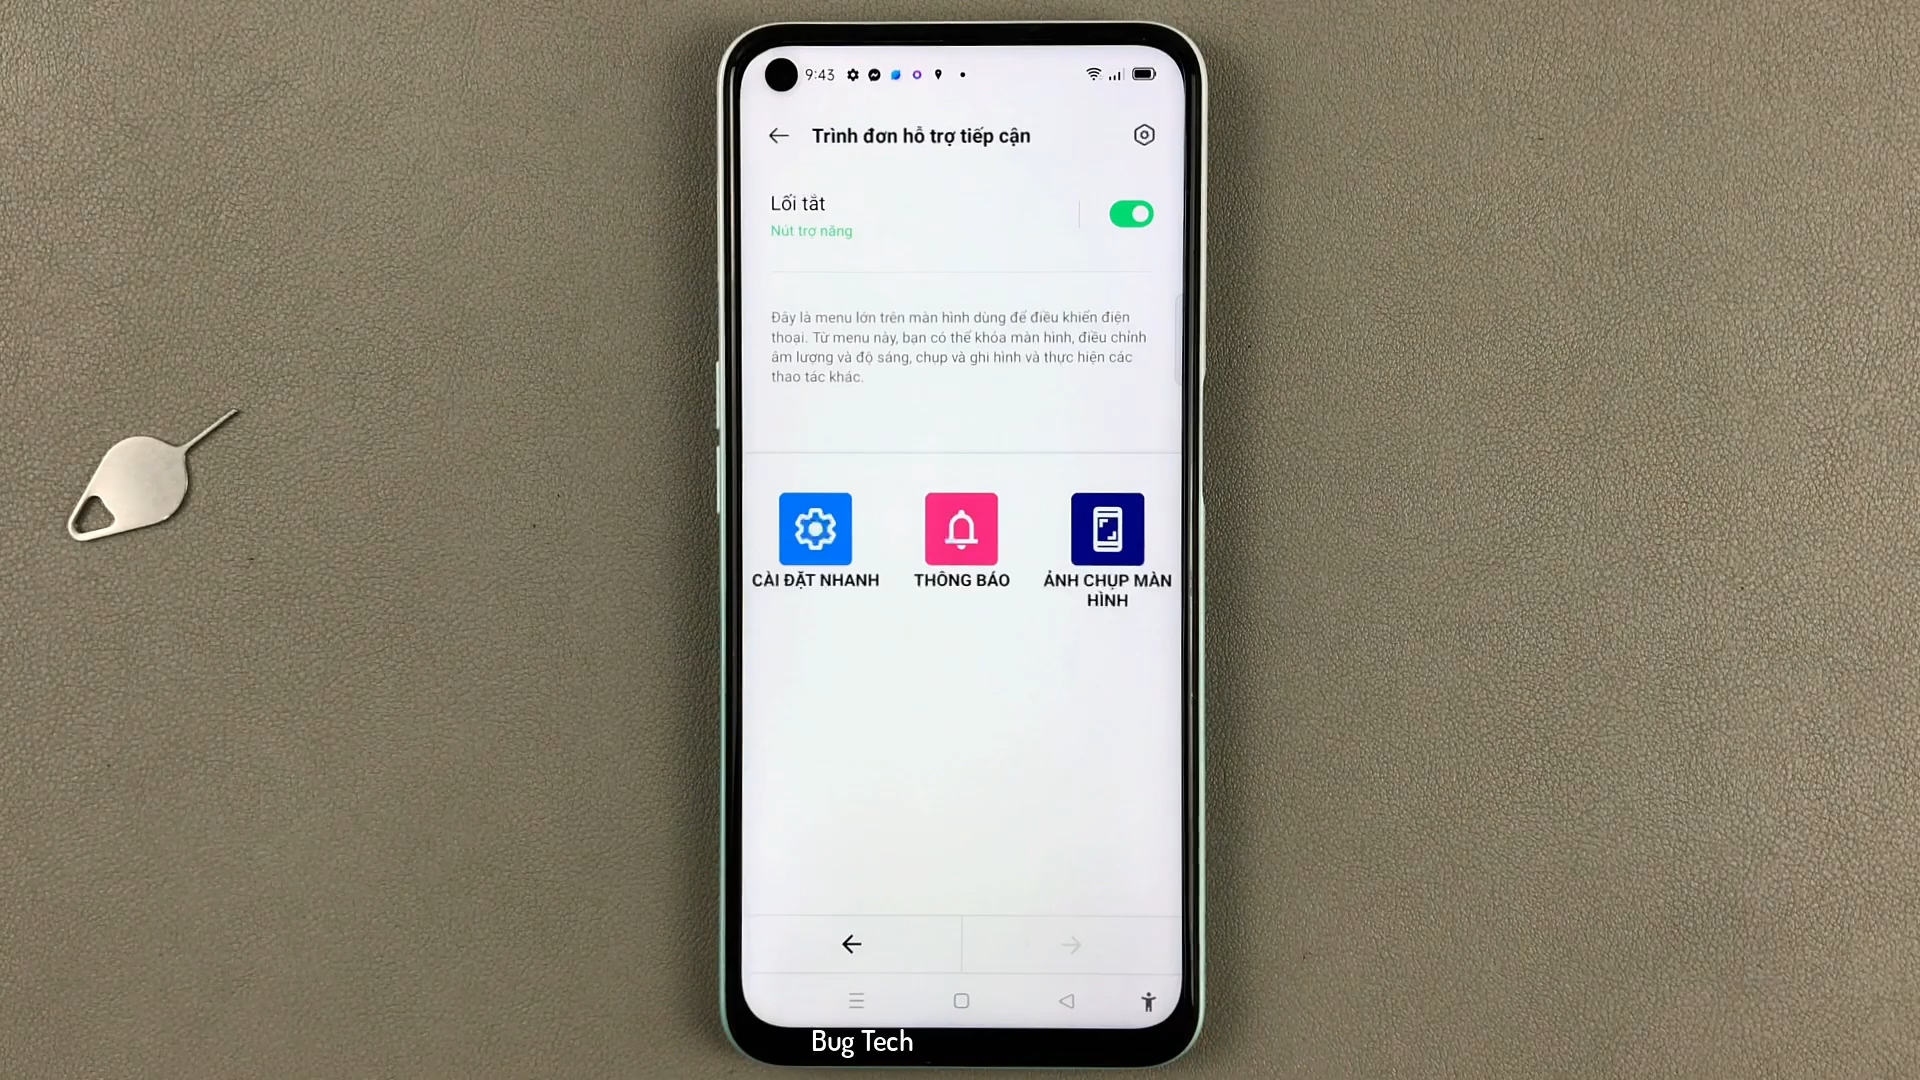 9:43
Trình đơn hỗ trợ tiếp cận
Lối tắt
Nút trợ năng
Đây là menu lớn trên màn hình dùng để điều khiển điện
thoại. Từ menu này, bạn có thể khóa màn hình, điều chỉnh
âm lượng và độ sáng, chụp và ghi hình và thực hiện các
thao tác khác.
CÀI ĐẶT NHANH
THÔNG BÁO
ẢNH CHỤP MÀN
HÌNH
Bug Tech